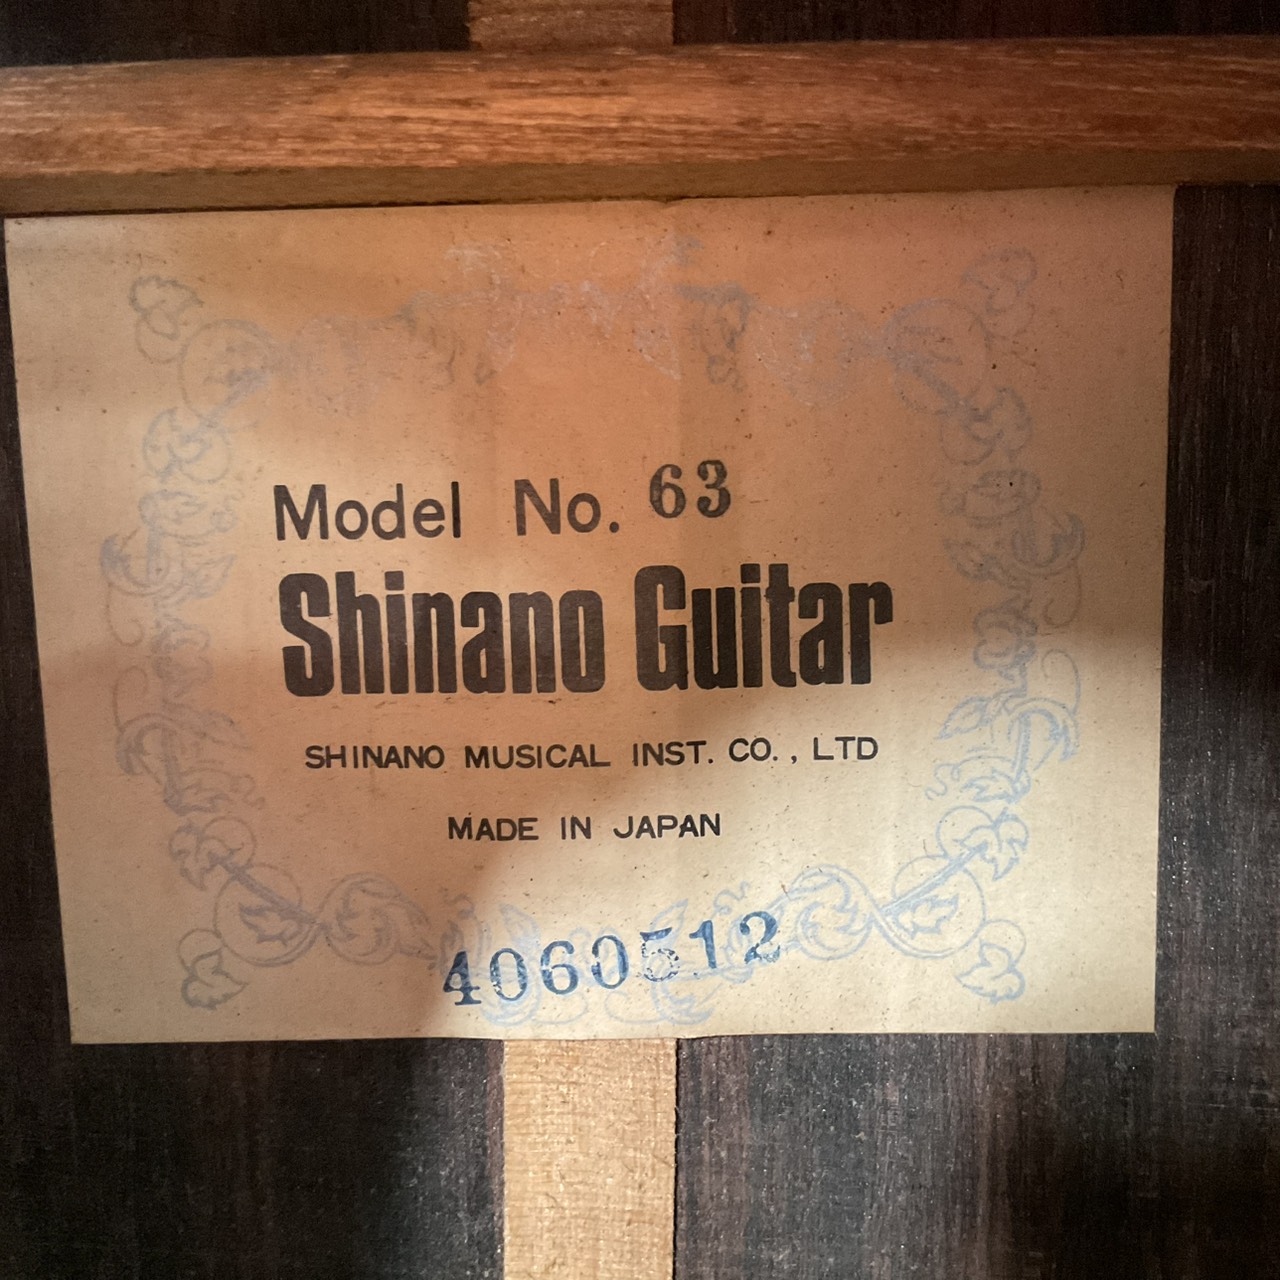 Model No. 63
Shinano Guitar
SHINANO MUSICAL INST. CO., LTD
MADE IN JAPAN
4060512